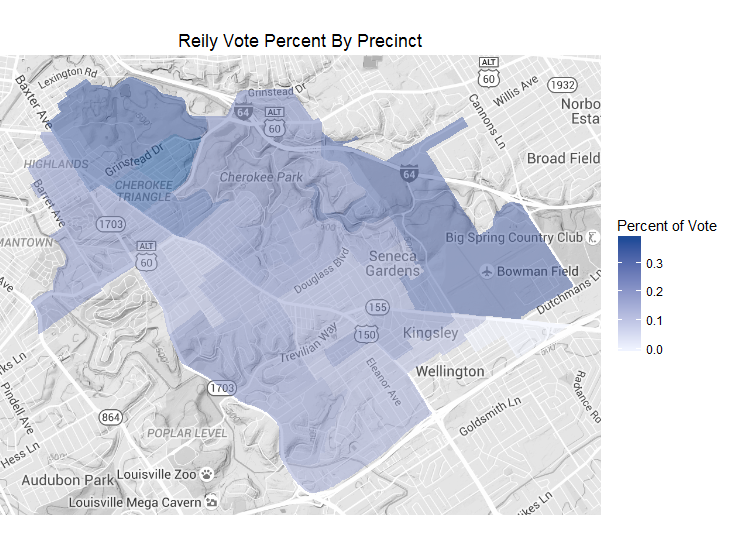 Reily Vote Percent By Precinct
Lexington Rd
Baxter Ave
Grinstead Dr
ALT
60
64
ALT
60
Cannons Ln
Willis Ave
1932
Norbo
Estat
HIGHLANDS
Grinstead Dr
CHEROKEE
TRIANGLE
Cherokee Park
64
Broad Field
Barret Ave
1703
MANTOWN
ALT
60
Seneca
Gardens
Big Spring Country Club
Bowman Field
Douglass Blvd
Dutchmans Ln
155
150
Kingsley
Trevilian Way
Eleanor Ave
Wellington
1703
ks Ln
Pindell Ave
864
Hess Ln
POPLAR LEVEL
Goldsmith Ln
Radiance Rd
Audubon Park
Louisville Zoo
Louisville Mega Cavern
ikes Ln
Percent of Vote
0.3
0.2
0.1
0.0